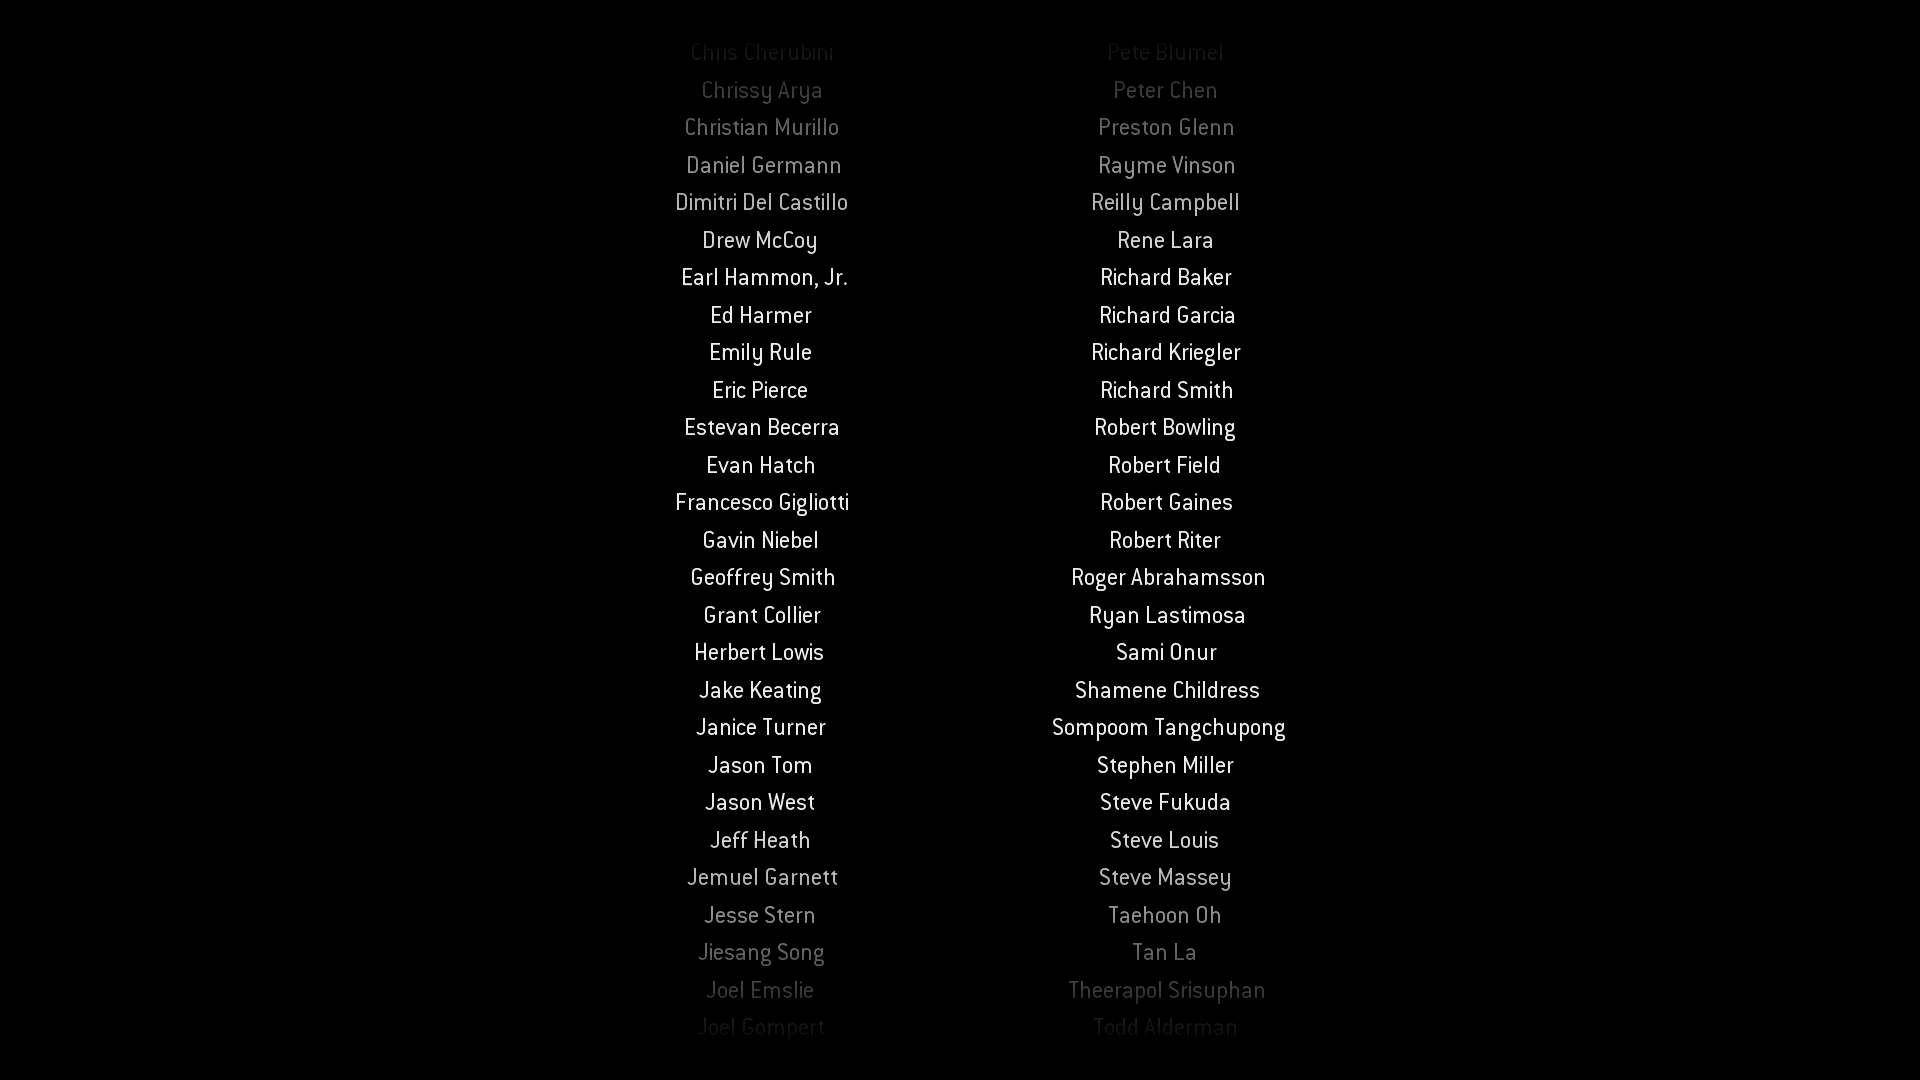 Chris Cherubini
Chrissy Arya
Christian Murillo
Daniel Germann
Dimitri Del Castillo
Drew McCoy
Earl Hammon, Jr.
Ed Harmer
Emily Rule
Eric Pierce
Estevan Becerra
Evan Hatch
Francesco Gigliotti
Gavin Niebel
Geoffrey Smith
Grant Collier
Herbert Lowis
Jake Keating
Janice Turner
Jason Tom
Jason West
Jeff Heath
Jemuel Garnett
Jesse Stern
Jiesang Song
Joel Emslie
Joel Gompert
Pete Blumel
Peter Chen
Preston Glenn
Rayme Vinson
Reilly Campbell
Rene Lara
Richard Baker
Richard Garcia
Richard Kriegler
Richard Smith
Robert Bowling
Robert Field
Robert Gaines
Robert Riter
Roger Abrahamsson
Ryan Lastimosa
Sami Onur
Shamene Childress
Sompoom Tangchupong
Stephen Miller
Steve Fukuda
Steve Louis
Steve Massey
Taehoon Oh
Tan La
Theerapol Srisuphan
Todd Alderman